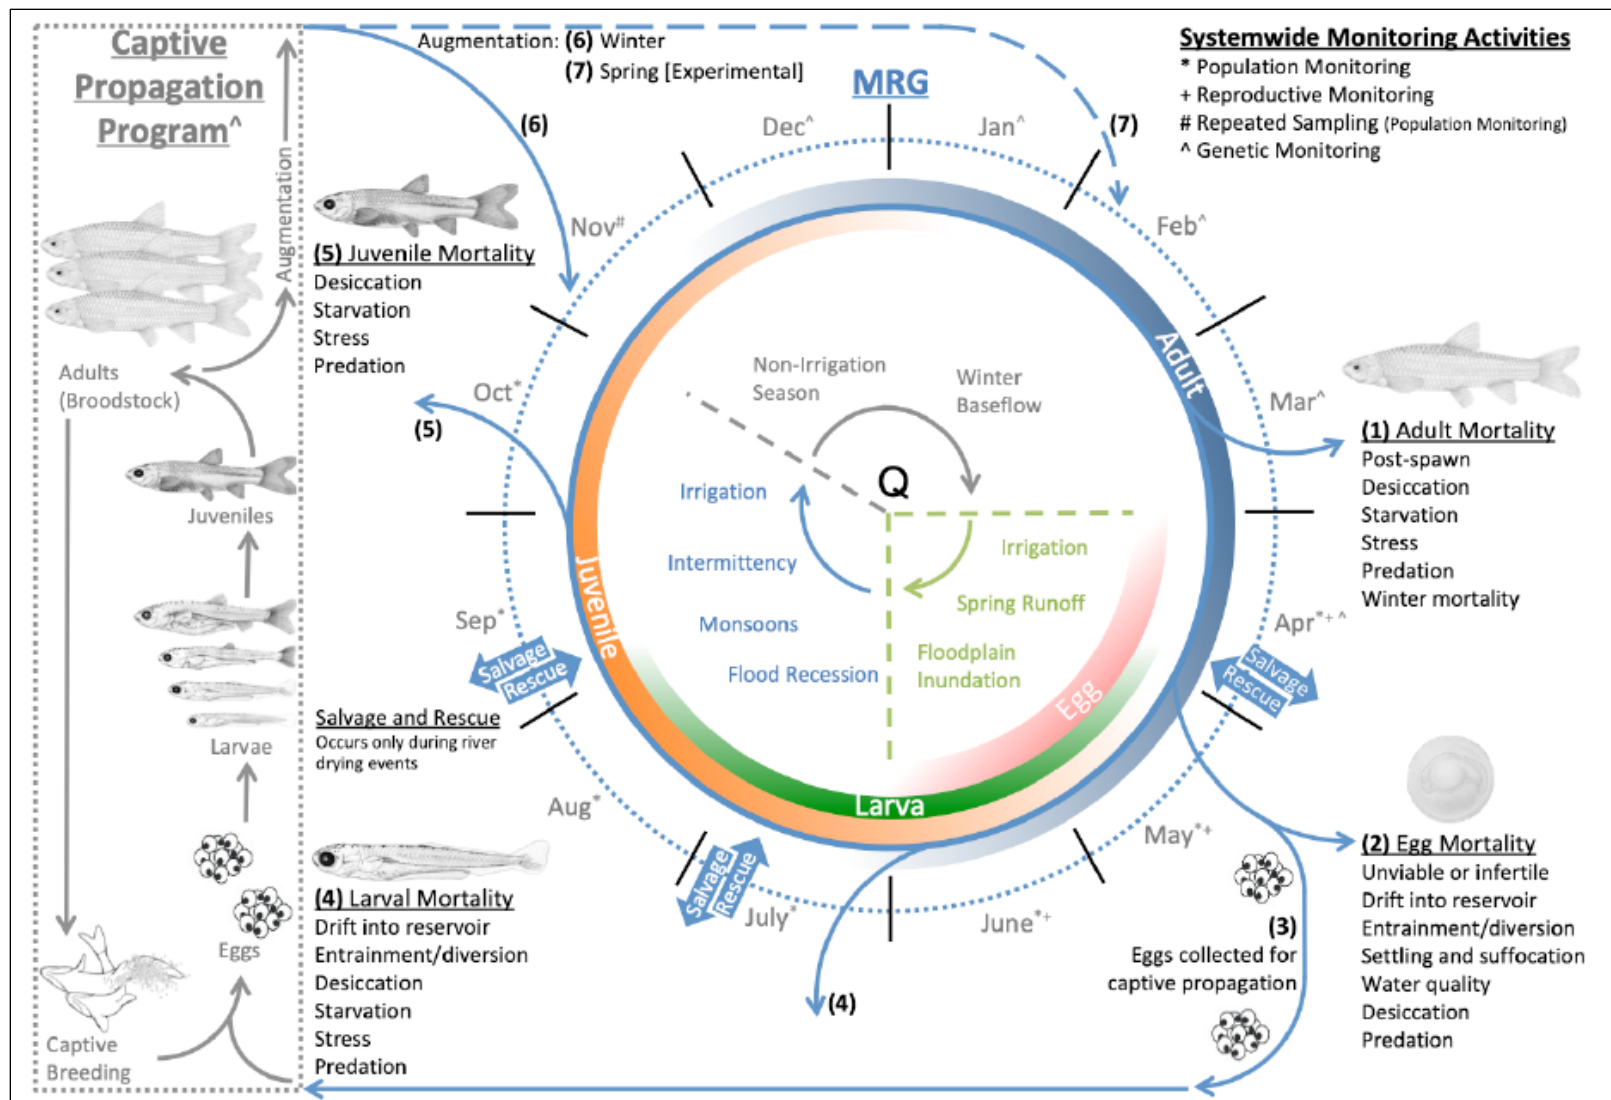 Captive
Propagation
Program^
Augmentation
Adults
(Broodstock)
Juveniles
Larvae
Eggs
Captive
Breeding
Augmentation: (6) Winter
(7) Spring [Experimental]
(6)
(7)
MRG
Systemwide Monitoring Activities
* Population Monitoring
+ Reproductive Monitoring
# Repeated Sampling (Population Monitoring)
^ Genetic Monitoring
Dec^
Jan^
Nov#
Feb^
Oct*
Mar^
Sep*
Apr*+ ^
Aug*
May*+
July*
June*+
(5) Juvenile Mortality
Desiccation
Starvation
Stress
Predation
(5)
Salvage
Rescue
Salvage and Rescue
Occurs only during river
drying events
(4) Larval Mortality
Drift into reservoir
Entrainment/diversion
Desiccation
Starvation
Stress
Predation
Salvage
Rescue
(4)
Adult
Juvenile
Larva
Egg
Non-Irrigation
Season
Winter
Baseflow
Q
Irrigation
Intermittency
Monsoons
Flood Recession
Irrigation
Spring Runoff
Floodplain
Inundation
(1) Adult Mortality
Post-spawn
Desiccation
Starvation
Stress
Predation
Winter mortality
Salvage
Rescue
(2) Egg Mortality
Unviable or infertile
Drift into reservoir
Entrainment/diversion
Settling and suffocation
Water quality
Desiccation
Predation
(3)
Eggs collected for
captive propagation